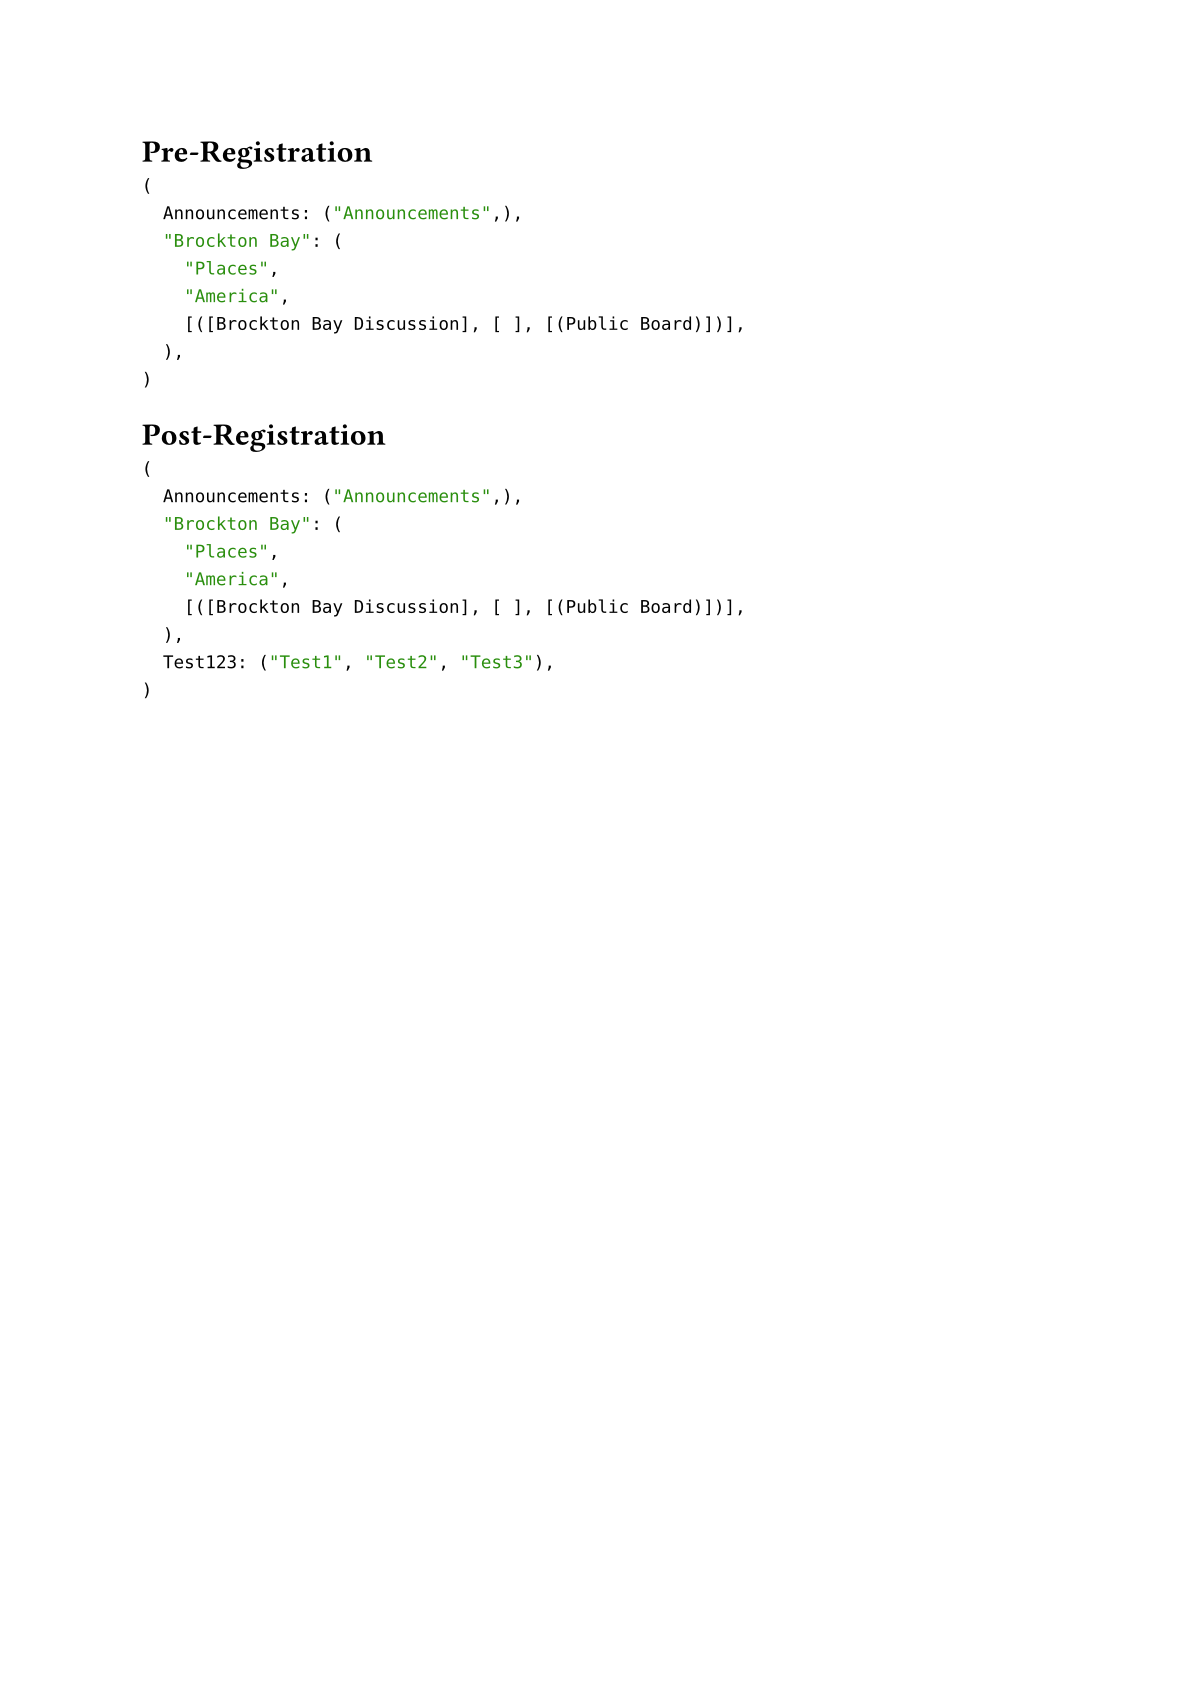 Pre-Registration
(
  Announcements: ("Announcements",),
  "Brockton Bay": (
    "Places",
    "America",
    [([Brockton Bay Discussion], [ ], [(Public Board)])],
  ),
)
Post-Registration
(
  Announcements: ("Announcements",),
  "Brockton Bay": (
    "Places",
    "America",
    [([Brockton Bay Discussion], [ ], [(Public Board)])],
  ),
  Test123: ("Test1", "Test2", "Test3"),
)